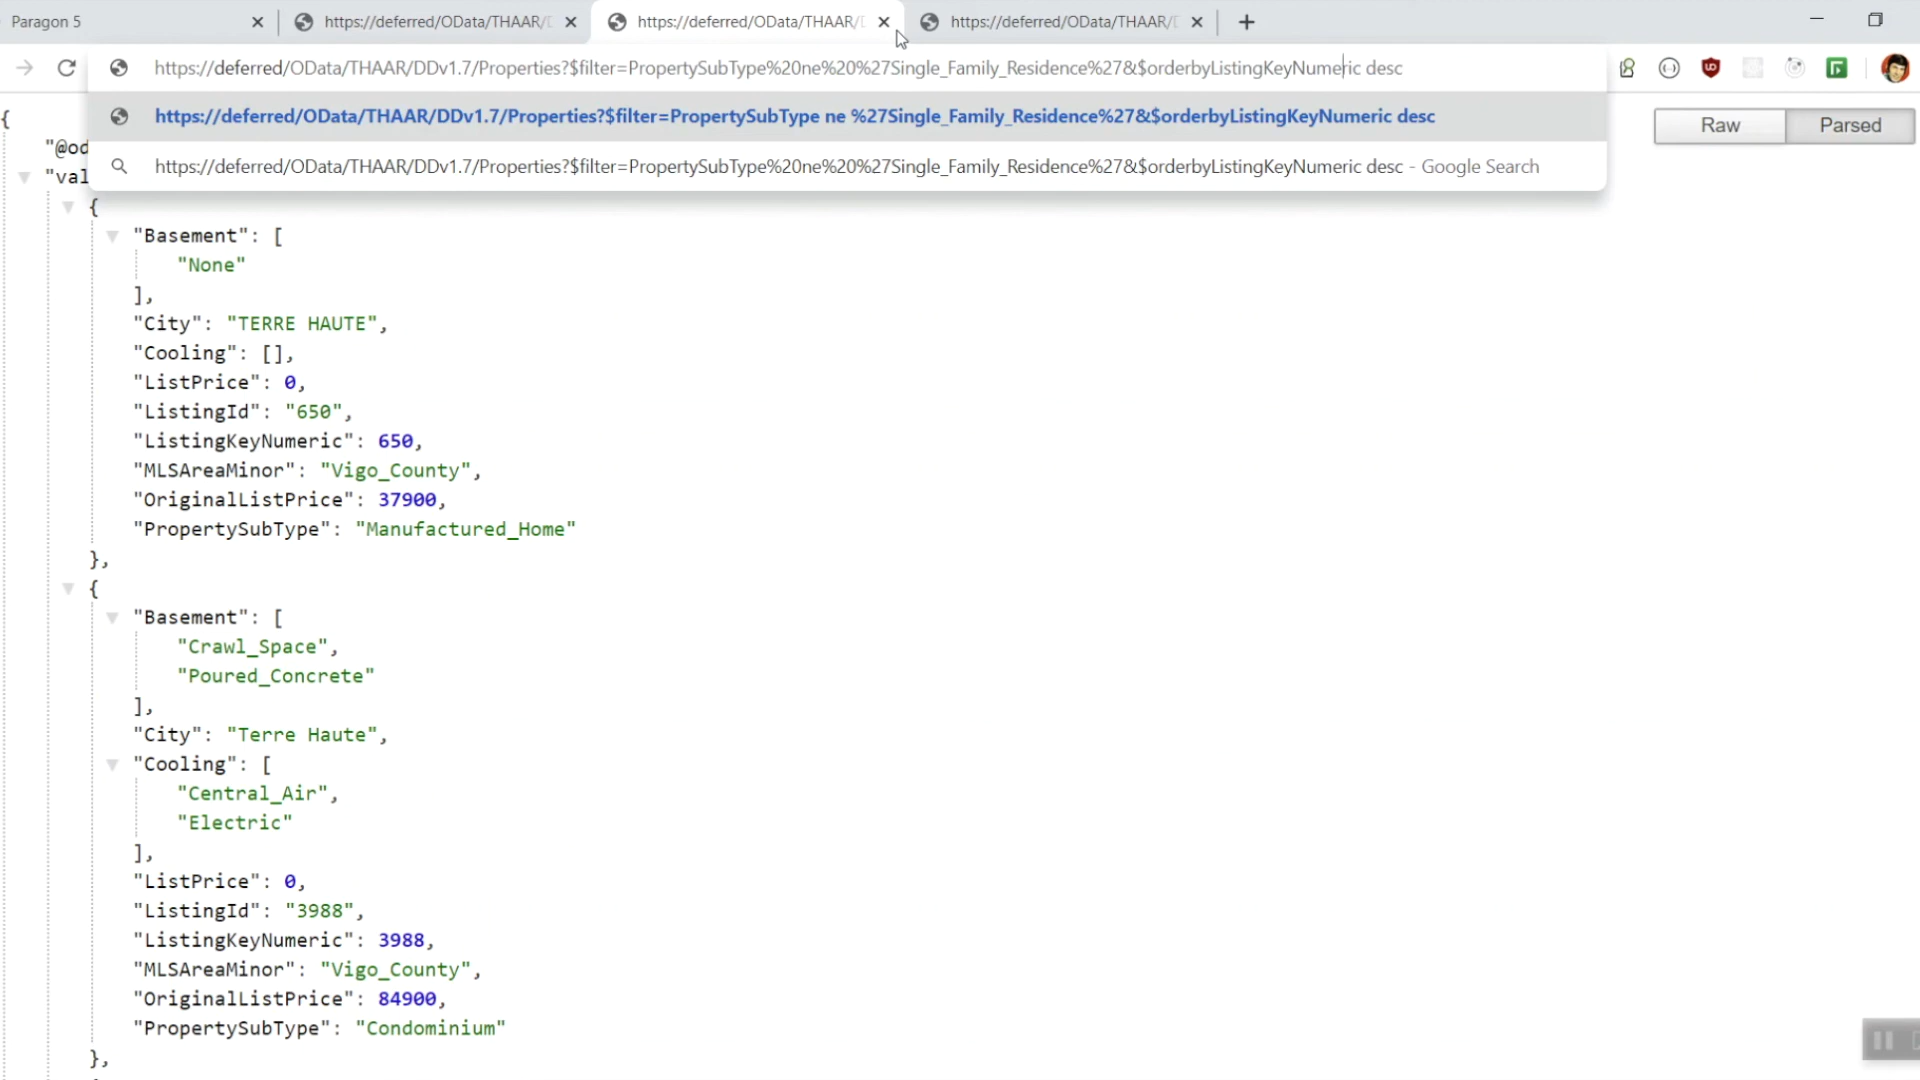 Paragon 5
https://deferred/OData/THAAR/
https://deferred/OData/THAAR/
https://deferred/OData/THAAR/
https://deferred/OData/THAAR/DDv1.7/Properties?$filter=PropertySubType%20ne%20%27Single_Family_Residence%27&$orderbyListingKeyNumeric desc
https://deferred/OData/THAAR/DDv1.7/Properties?$filter=PropertySubType ne %27Single_Family_Residence%27&$orderbyListingKeyNumeric desc
https://deferred/OData/THAAR/DDv1.7/Properties?$filter=PropertySubType%20ne%20%27Single_Family_Residence%27&$orderbyListingKeyNumeric desc - Google Search
Raw Parsed
{
"@od
"val
{
"Basement": [
"None"
],
"City": "TERRE HAUTE",
"Cooling": [],
"ListPrice": 0,
"ListingId": "650",
"ListingKeyNumeric": 650,
"MLSAreaMinor": "Vigo_County",
"OriginalListPrice": 37900,
"PropertySubType": "Manufactured_Home"
},
{
"Basement": [
"Crawl_Space",
"Poured_Concrete"
],
"City": "Terre Haute",
"Cooling": [
"Central_Air",
"Electric"
],
"ListPrice": 0,
"ListingId": "3988",
"ListingKeyNumeric": 3988,
"MLSAreaMinor": "Vigo_County",
"OriginalListPrice": 84900,
"PropertySubType": "Condominium"
},